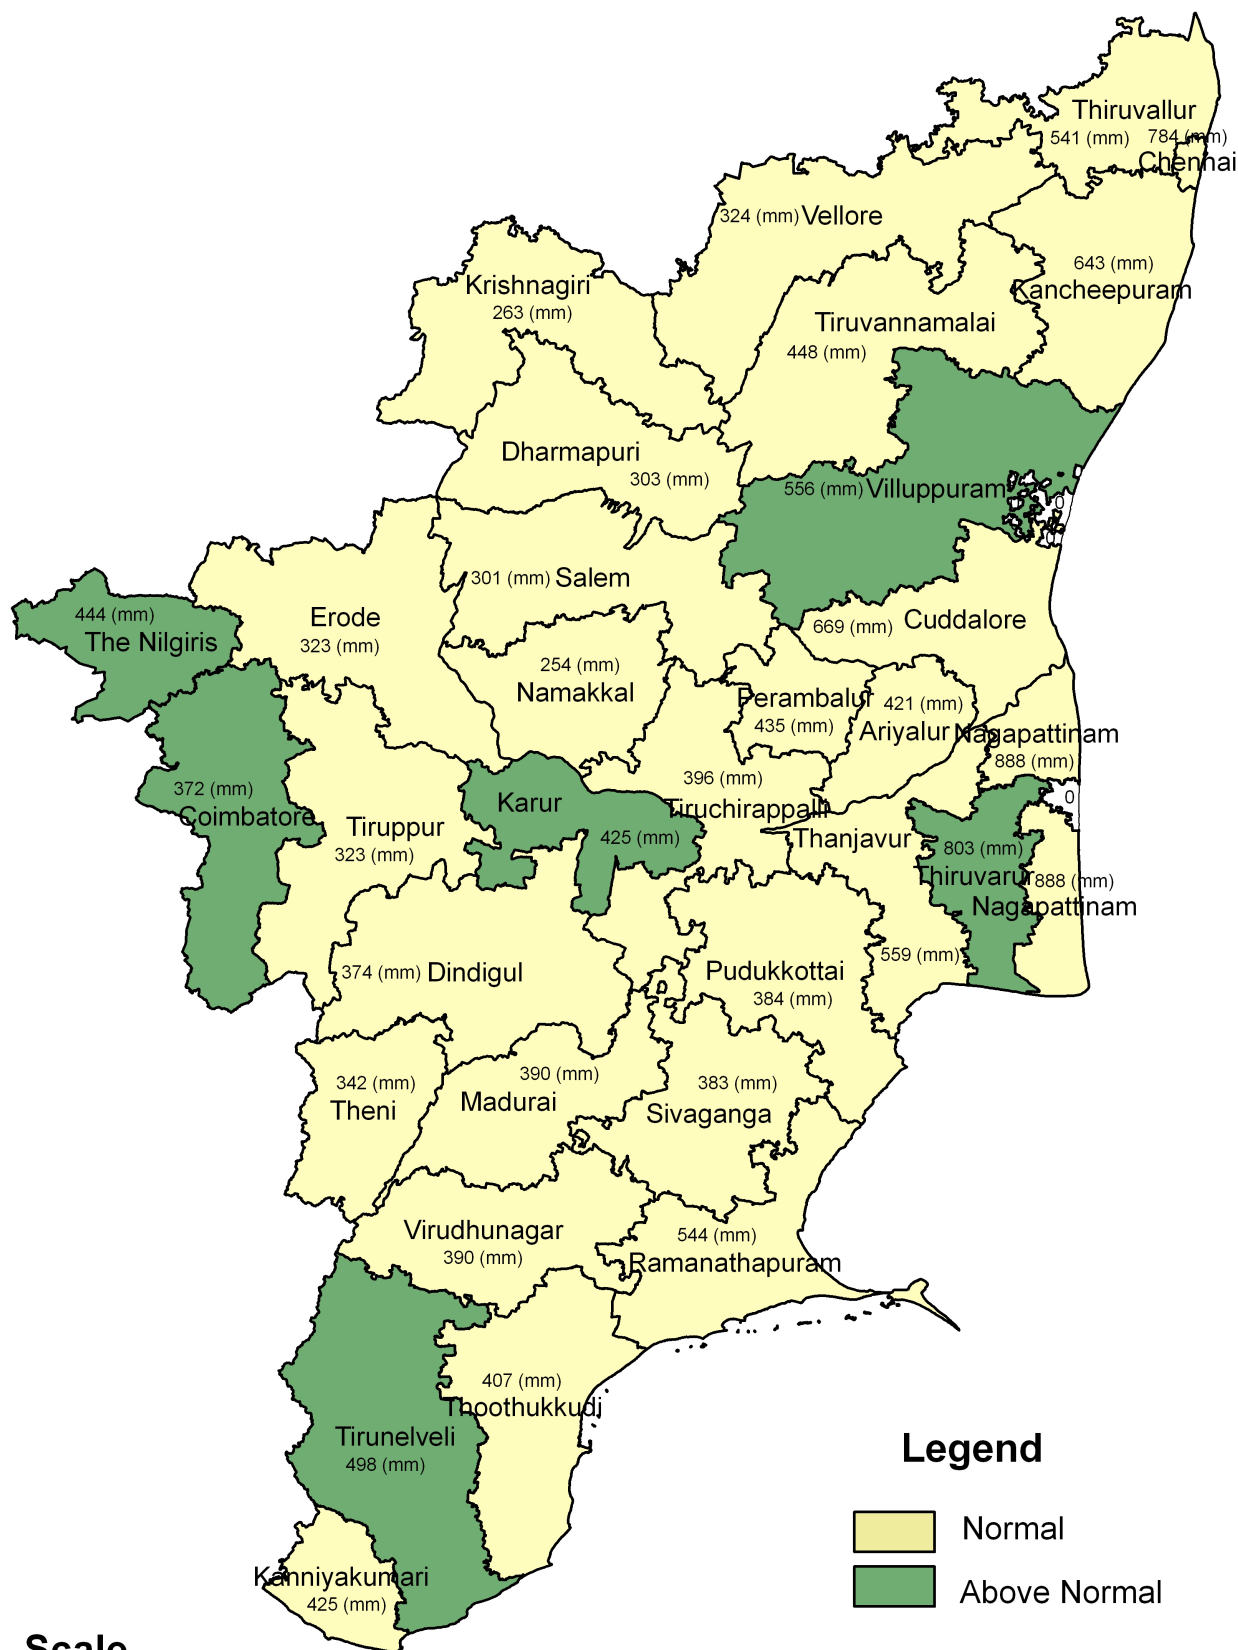 Thiruvallur
541 (mm)
784 (mm)
Chennai
324 (mm) Vellore
643 (mm)
Kancheepuram
Krishnagiri
263 (mm)
Tiruvannamalai
448 (mm)
Dharmapuri
303 (mm)
556 (mm) Villuppuram
0
0
301 (mm) Salem
444 (mm)
The Nilgiris
Erode
323 (mm)
669 (mm) Cuddalore
254 (mm)
Namakkal
Perambalur
435 (mm)
421 (mm)
Ariyalur
Nagapattinam
888 (mm)
372 (mm)
Coimbatore
Karur
425 (mm)
396 (mm)
Tiruchirappalli
0
Tiruppur
323 (mm)
Thanjavur
803 (mm)
Thiruvarur
888 (mm)
Nagapattinam
559 (mm)
374 (mm) Dindigul
Pudukkottai
384 (mm)
0
342 (mm)
Theni
390 (mm)
Madurai
383 (mm)
Sivaganga
Virudhunagar
390 (mm)
544 (mm)
Ramanathapuram
407 (mm)
Thoothukkudi
Tirunelveli
498 (mm)
Kanniyakumari
425 (mm)
Legend
Normal
Above Normal
Scale